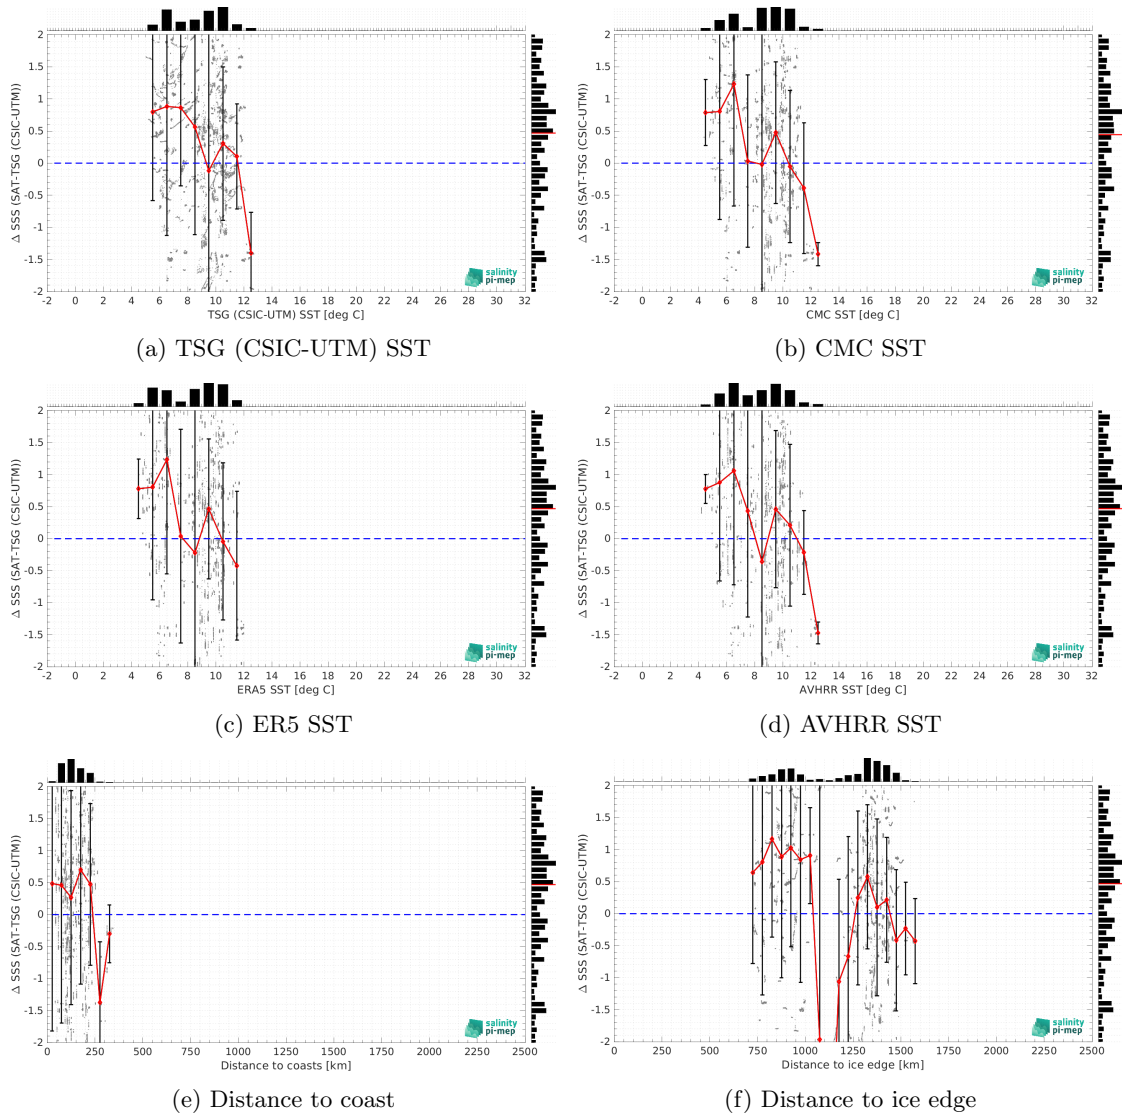 2
1.5
1
0.5
0
-0.5
-1
-1.5
-2
Δ SSS (SAT-TSG (CSIC-UTM))
salinity
pi-mep
-2 0 2 4 6 8 10 12 14 16 18 20 22 24 26 28 30 32
TSG (CSIC-UTM) SST [deg C]
(a) TSG (CSIC-UTM) SST
2
1.5
1
0.5
0
-0.5
-1
-1.5
-2
Δ SSS (SAT-TSG (CSIC-UTM))
salinity
pi-mep
-2 0 2 4 6 8 10 12 14 16 18 20 22 24 26 28 30 32
CMC SST [deg C]
(b) CMC SST
2
1.5
1
0.5
0
-0.5
-1
-1.5
-2
Δ SSS (SAT-TSG (CSIC-UTM))
salinity
pi-mep
-2 0 2 4 6 8 10 12 14 16 18 20 22 24 26 28 30 32
ERA5 SST [deg C]
(c) ER5 SST
2
1.5
1
0.5
0
-0.5
-1
-1.5
-2
Δ SSS (SAT-TSG (CSIC-UTM))
salinity
pi-mep
-2 0 2 4 6 8 10 12 14 16 18 20 22 24 26 28 30 32
AVHRR SST [deg C]
(d) AVHRR SST
2
1.5
1
0.5
0
-0.5
-1
-1.5
-2
Δ SSS (SAT-TSG (CSIC-UTM))
salinity
pi-mep
0 250 500 750 1000 1250 1500 1750 2000 2250 2500
Distance to coasts [km]
(e) Distance to coast
2
1.5
1
0.5
0
-0.5
-1
-1.5
-2
Δ SSS (SAT-TSG (CSIC-UTM))
salinity
pi-mep
0 250 500 750 1000 1250 1500 1750 2000 2250 2500
Distance to ice edge [km]
(f) Distance to ice edge